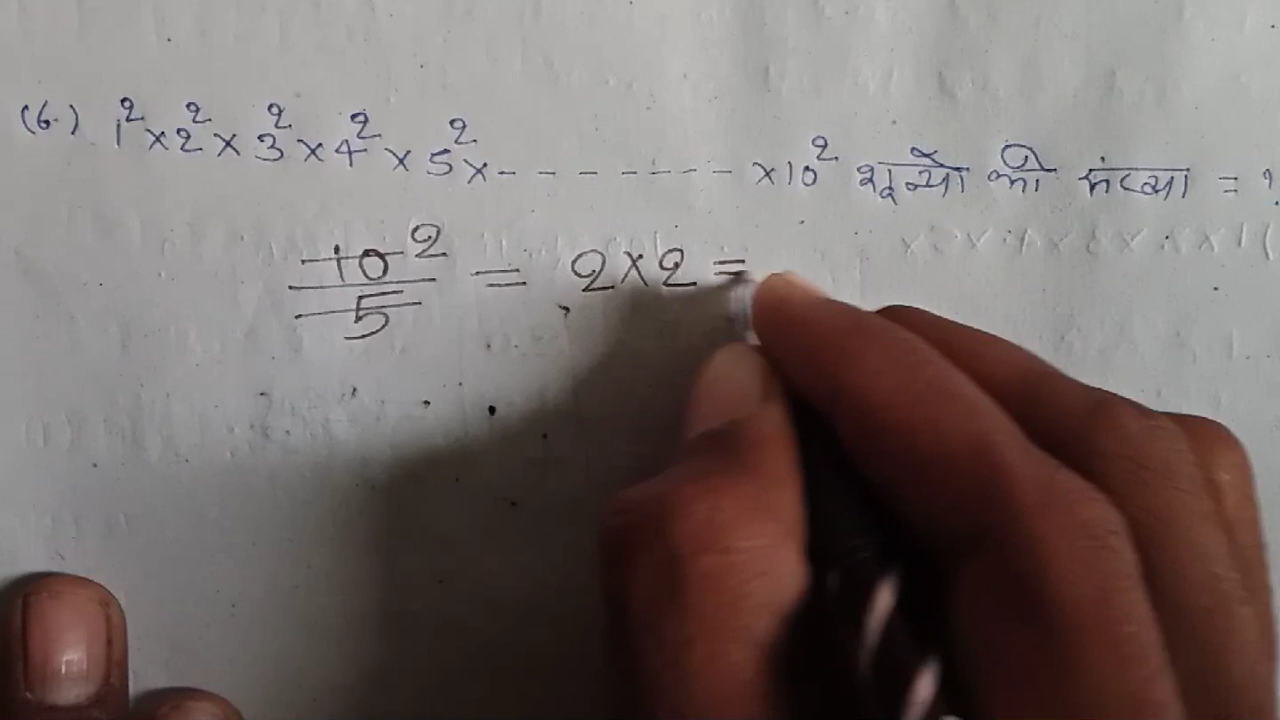 (6.) 1² × 2² × 3² × 4² × 5² × - - - - - - - - × 10² शून्यो की संख्या = ?
10² / 5 = 2 × 2 =